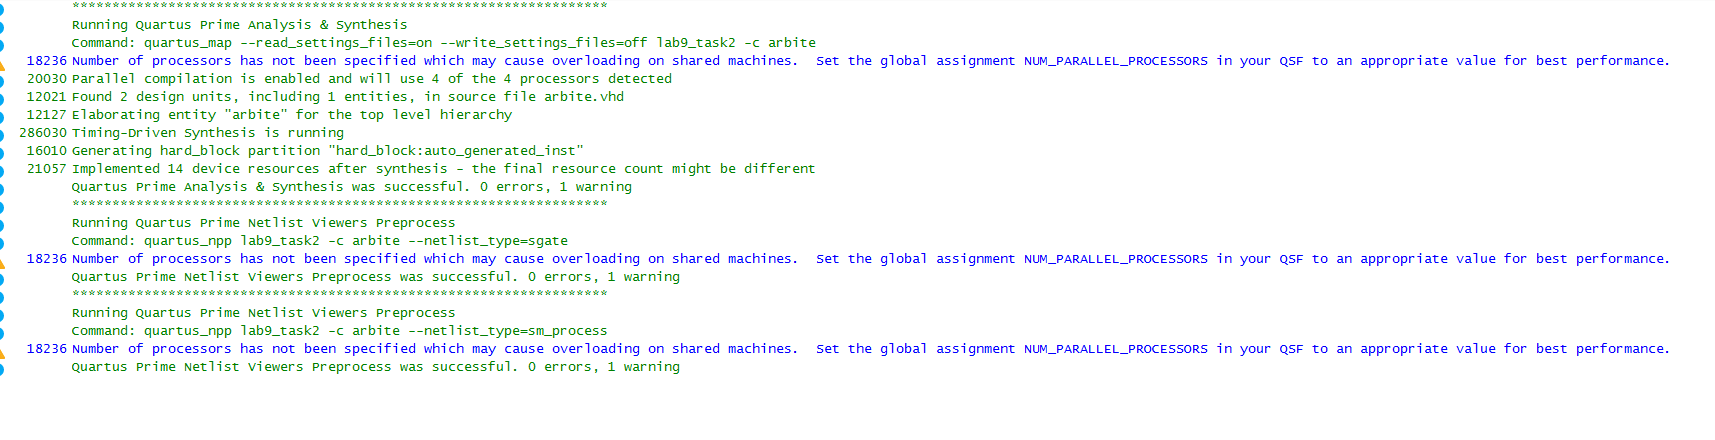 *******************************************************************
Running Quartus Prime Analysis & Synthesis
Command: quartus_map --read_settings_files=on --write_settings_files=off lab9_task2 -c arbite
18236 Number of processors has not been specified which may cause overloading on shared machines.  Set the global assignment NUM_PARALLEL_PROCESSORS in your QSF to an appropriate value for best performance.
20030 Parallel compilation is enabled and will use 4 of the 4 processors detected
12021 Found 2 design units, including 1 entities, in source file arbite.vhd
12127 Elaborating entity "arbite" for the top level hierarchy
286030 Timing-Driven Synthesis is running
16010 Generating hard_block partition "hard_block:auto_generated_inst"
21057 Implemented 14 device resources after synthesis - the final resource count might be different
Quartus Prime Analysis & Synthesis was successful. 0 errors, 1 warning
*******************************************************************
Running Quartus Prime Netlist Viewers Preprocess
Command: quartus_npp lab9_task2 -c arbite --netlist_type=sgate
18236 Number of processors has not been specified which may cause overloading on shared machines.  Set the global assignment NUM_PARALLEL_PROCESSORS in your QSF to an appropriate value for best performance.
Quartus Prime Netlist Viewers Preprocess was successful. 0 errors, 1 warning
*******************************************************************
Running Quartus Prime Netlist Viewers Preprocess
Command: quartus_npp lab9_task2 -c arbite --netlist_type=sm_process
18236 Number of processors has not been specified which may cause overloading on shared machines.  Set the global assignment NUM_PARALLEL_PROCESSORS in your QSF to an appropriate value for best performance.
Quartus Prime Netlist Viewers Preprocess was successful. 0 errors, 1 warning